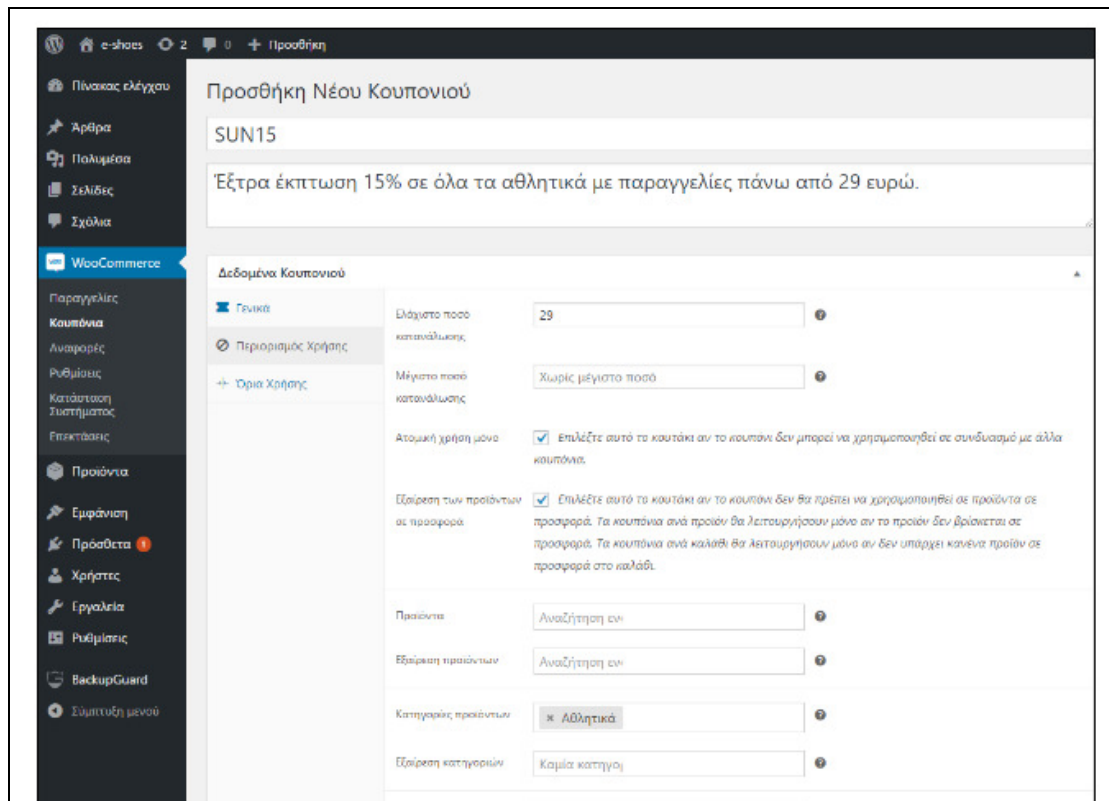 e-shoes 2 0 + Προσθήκη
Πίνακας ελέγχου
Άρθρα
Πολυμέσα
Σελίδες
Σχόλια
WooCommerce
Παραγγελίες
Κουπόνια
Αναφορές
Ρυθμίσεις
Κατάσταση
Συστήματος
Επεκτάσεις
Προϊόντα
Εμφάνιση
Πρόσθετα 1
Χρήστες
Εργαλεία
Ρυθμίσεις
BackupGuard
Σύμπτυξη μενού
Προσθήκη Νέου Κουπονιού
SUN15
Έξτρα έκπτωση 15% σε όλα τα αθλητικά με παραγγελίες πάνω από 29 ευρώ.
Δεδομένα Κουπονιού
Γενικά
Περιορισμός Χρήσης
Όρια Χρήσης
Ελάχιστο ποσό
κατανάλωσης
29
Μέγιστο ποσό
κατανάλωσης
Χωρίς μέγιστο ποσό
Ατομική χρήση μόνο
Επιλέξτε αυτό το κουτάκι αν το κουπόνι δεν μπορεί να χρησιμοποιηθεί σε συνδυασμό με άλλα
κουπόνια.
Εξαίρεση των προϊόντων
σε προσφορά
Επιλέξτε αυτό το κουτάκι αν το κουπόνι δεν θα πρέπει να χρησιμοποιηθεί σε προϊόντα σε
προσφορά. Τα κουπόνια ανά προϊόν θα λειτουργήσουν μόνο αν το προϊόν δεν βρίσκεται σε
προσφορά. Τα κουπόνια ανά καλάθι θα λειτουργήσουν μόνο αν δεν υπάρχει κανένα προϊόν σε
προσφορά στο καλάθι.
Προϊόντα
Αναζήτηση εν
Εξαίρεση προϊόντων
Αναζήτηση εν
Κατηγορίες προϊόντων
× Αθλητικά
Εξαίρεση κατηγοριών
Καμία κατηγορ